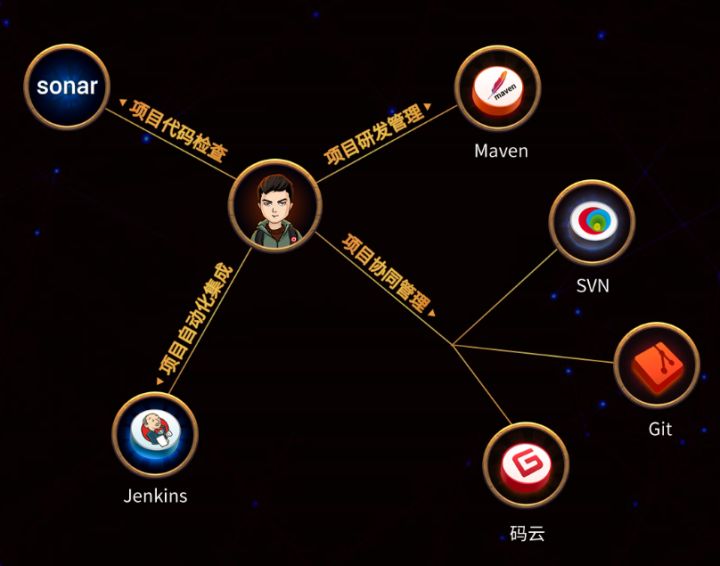 sonar
项目代码检查
项目研发管理
maven
Maven
项目协同管理
SVN
项目自动化集成
Git
Jenkins
G
码云